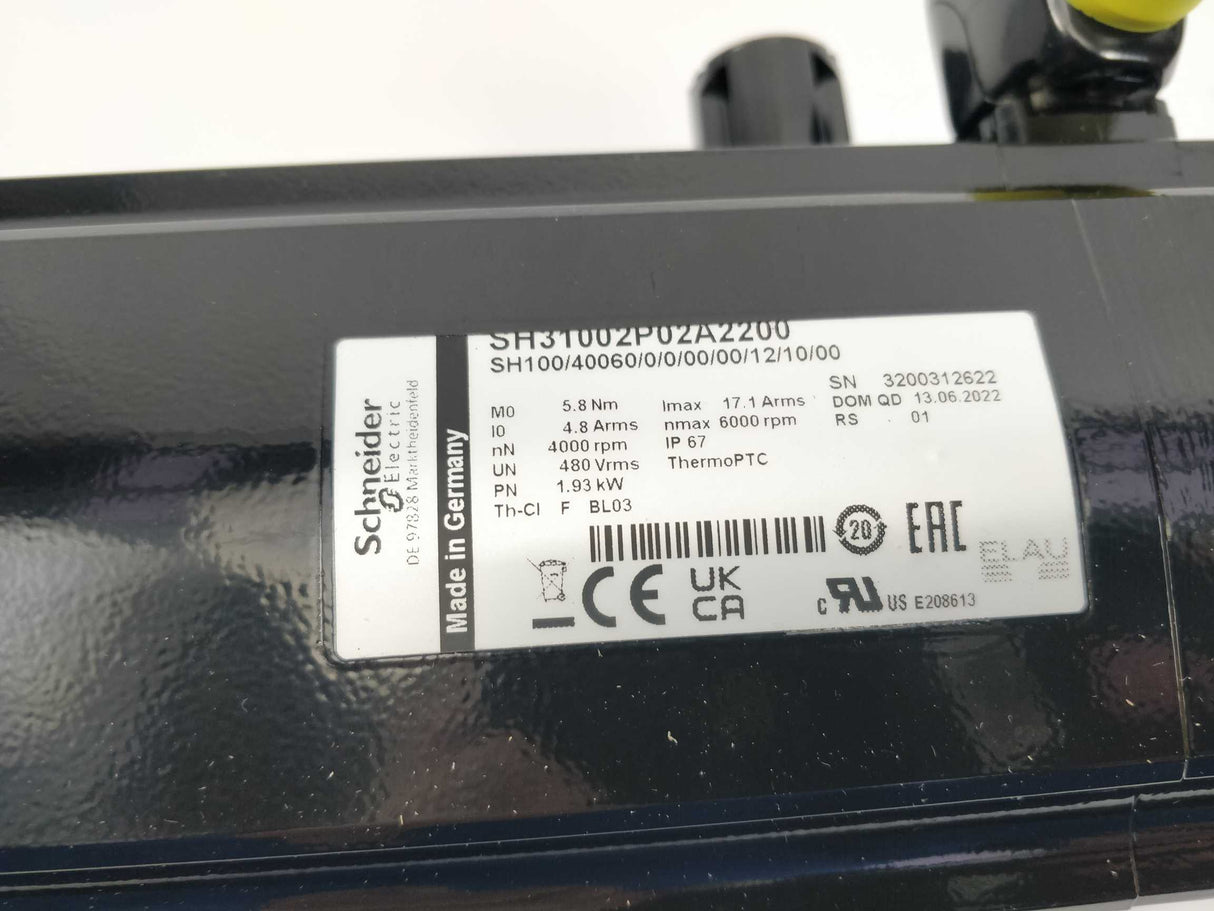 Schneider
Electric
DE 97828 Marktheidenfeld
Made in Germany
SH31002P02A2200
SH100/40060/0/0/00/00/12/10/00
M0 5.8 Nm Imax 17.1 Arms
I0 4.8 Arms nmax 6000 rpm
nN 4000 rpm IP 67
UN 480 Vrms ThermoPTC
PN 1.93 kW
Th-Cl F BL03
SN 3200312622
DOM QD 13.06.2022
RS 01
20
EAC
ELAU
CE
UK
CA
c RU US E208613